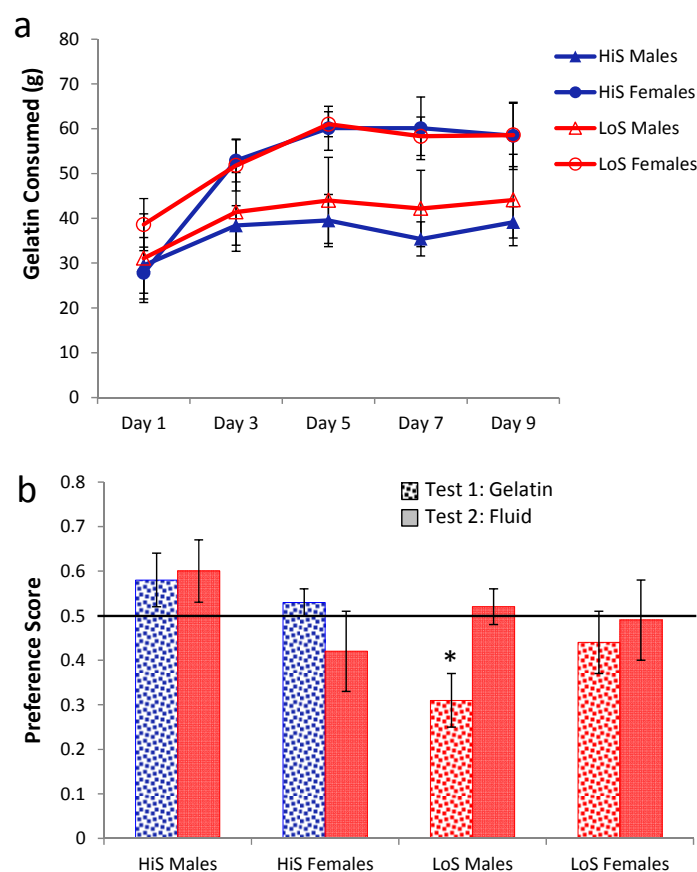 a
Gelatin Consumed (g)
80
70
60
50
40
30
20
10
0
Day 1 Day 3 Day 5 Day 7 Day 9
HiS Males
HiS Females
LoS Males
LoS Females
b
Preference Score
0.8
0.7
0.6
0.5
0.4
0.3
0.2
0.1
0
Test 1: Gelatin
Test 2: Fluid
*
HiS Males HiS Females LoS Males LoS Females